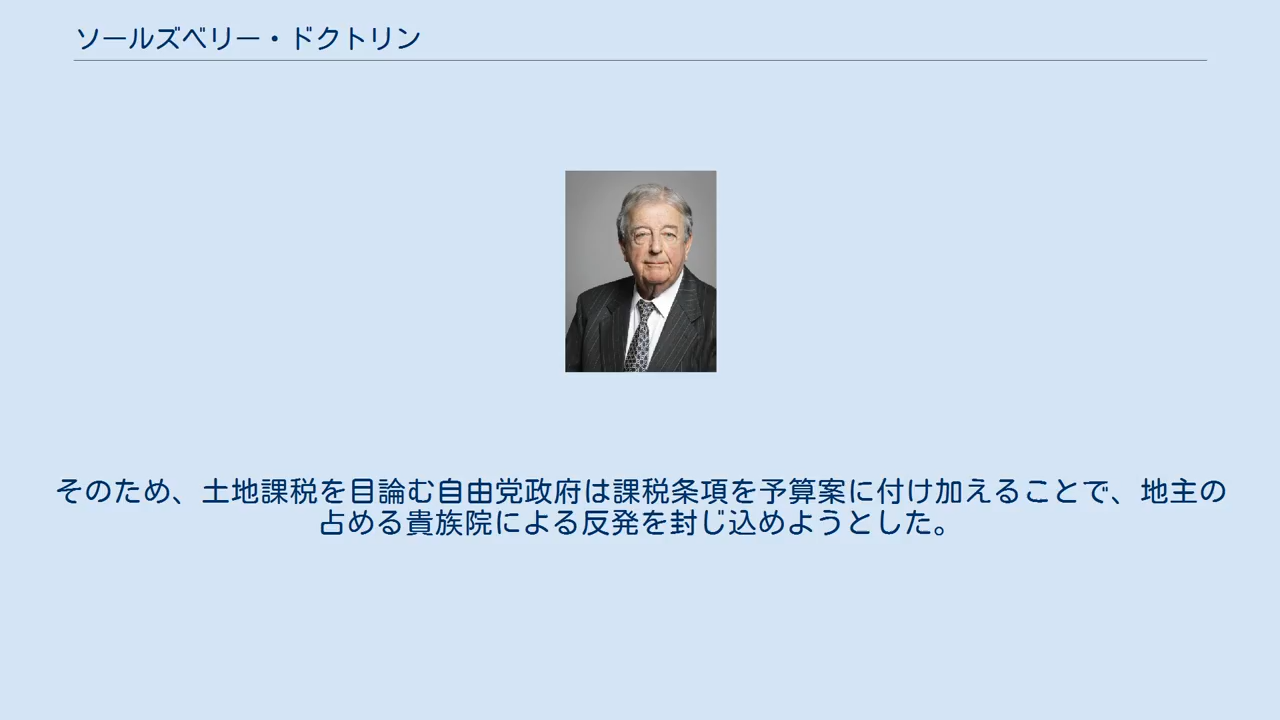 ソールズベリー・ドクトリン
そのため、土地課税を目論む自由党政府は課税条項を予算案に付け加えることで、地主の
占める貴族院による反発を封じ込めようとした。